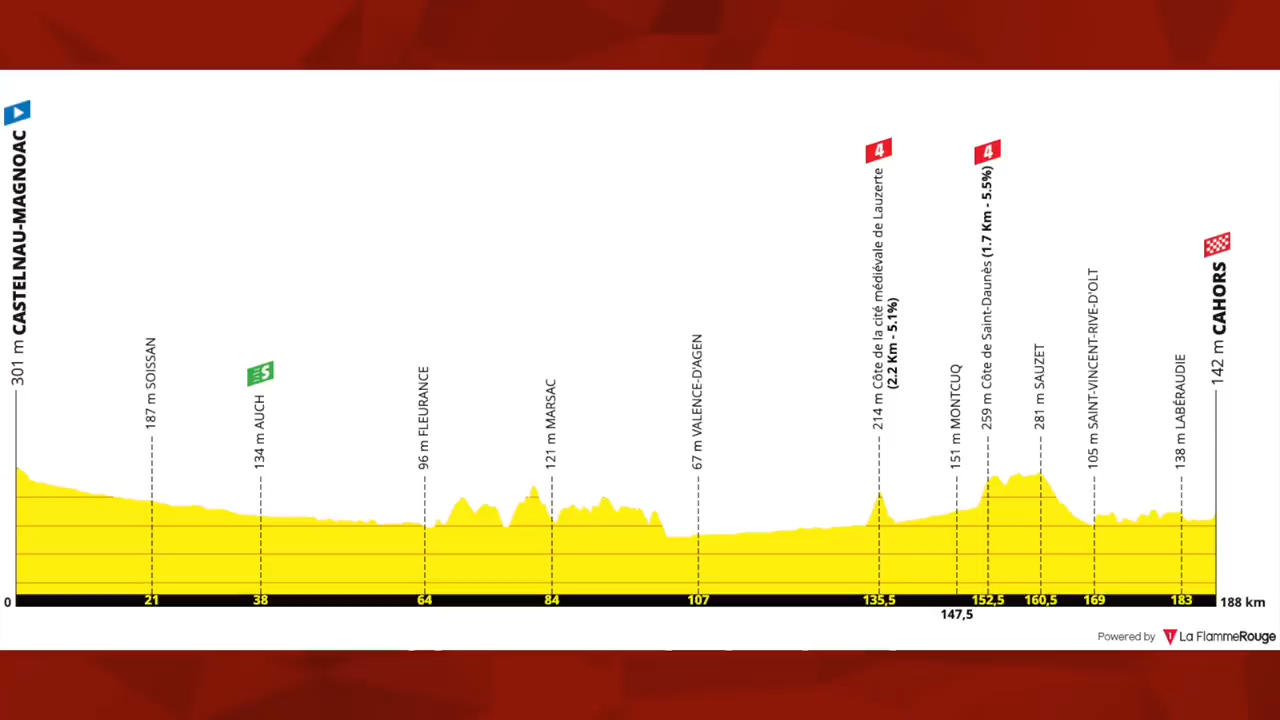 301 m CASTELNAU-MAGNOAC
187 m SOISSAN
134 m AUCH
S
96 m FLEURANCE
121 m MARSAC
67 m VALENCE-D'AGEN
4
214 m Côte de la cité médiévale de Lauzerte
(2.2 Km - 5.1%)
151 m MONTCUQ
4
259 m Côte de Saint-Daunès (1.7 Km - 5.5%)
281 m SAUZET
105 m SAINT-VINCENT-RIVE-D'OLT
138 m LABÉRAUDIE
142 m CAHORS
0 21 38 64 84 107 135,5 152,5 160,5 169 183 188 km
147,5
Powered by La FlammeRouge